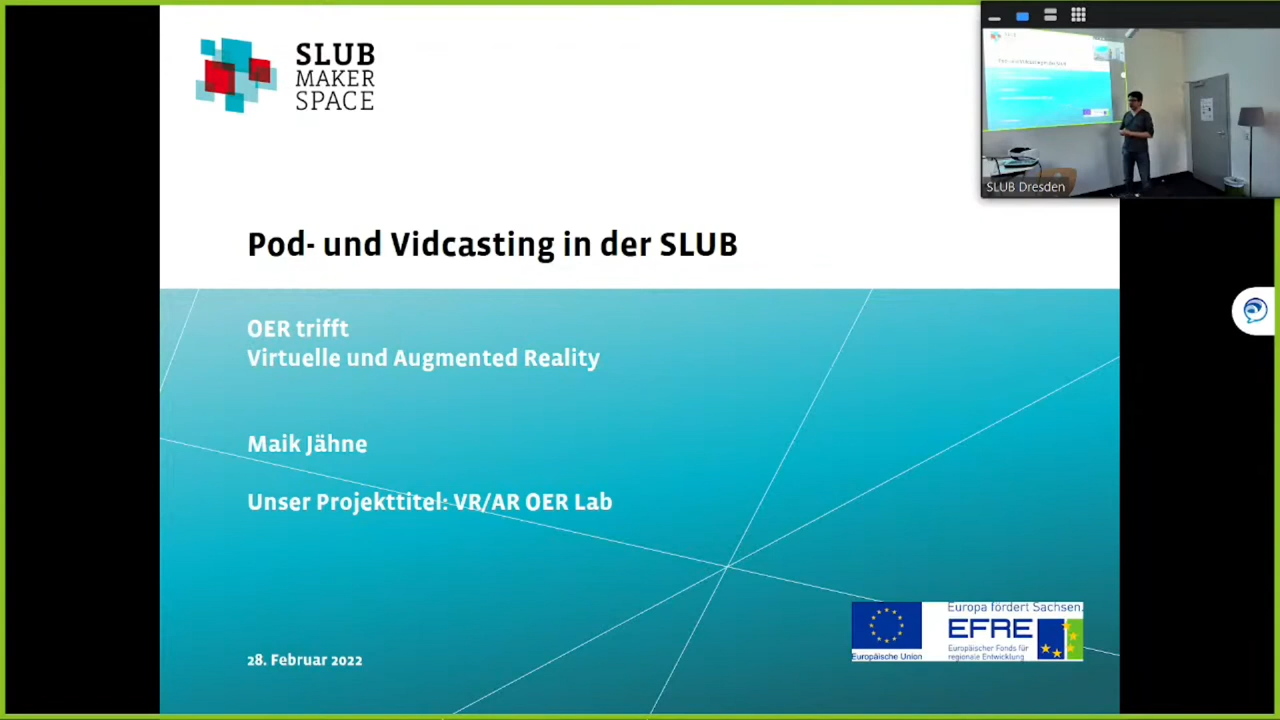 SLUB
MAKER
SPACE
SLUB Dresden
Pod- und Vidcasting in der SLUB
OER trifft
Virtuelle und Augmented Reality
Maik Jähne
Unser Projekttitel: VR/AR OER Lab
28. Februar 2022
Europäische Union
Europa fördert Sachsen.
EFRE
Europäischer Fonds für
regionale Entwicklung